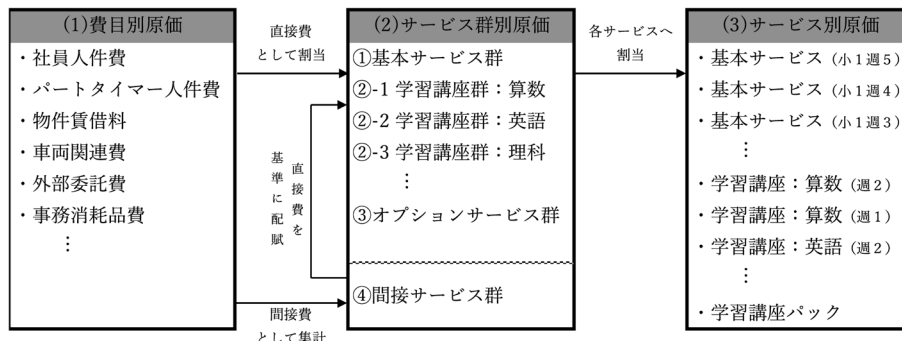 (1)費目別原価
・社員人件費
・パートタイマー人件費
・物件賃借料
・車両関連費
・外部委託費
・事務消耗品費
⋮
直接費
として割当
直接費を
基準に配賦
間接費
として集計
(2)サービス群別原価
①基本サービス群
②-1 学習講座群：算数
②-2 学習講座群：英語
②-3 学習講座群：理科
⋮
③オプションサービス群
④間接サービス群
各サービスへ
割当
(3)サービス別原価
・基本サービス（小１週５）
・基本サービス（小１週４）
・基本サービス（小１週３）
⋮
・学習講座：算数（週２）
・学習講座：算数（週１）
・学習講座：英語（週２）
⋮
・学習講座パック